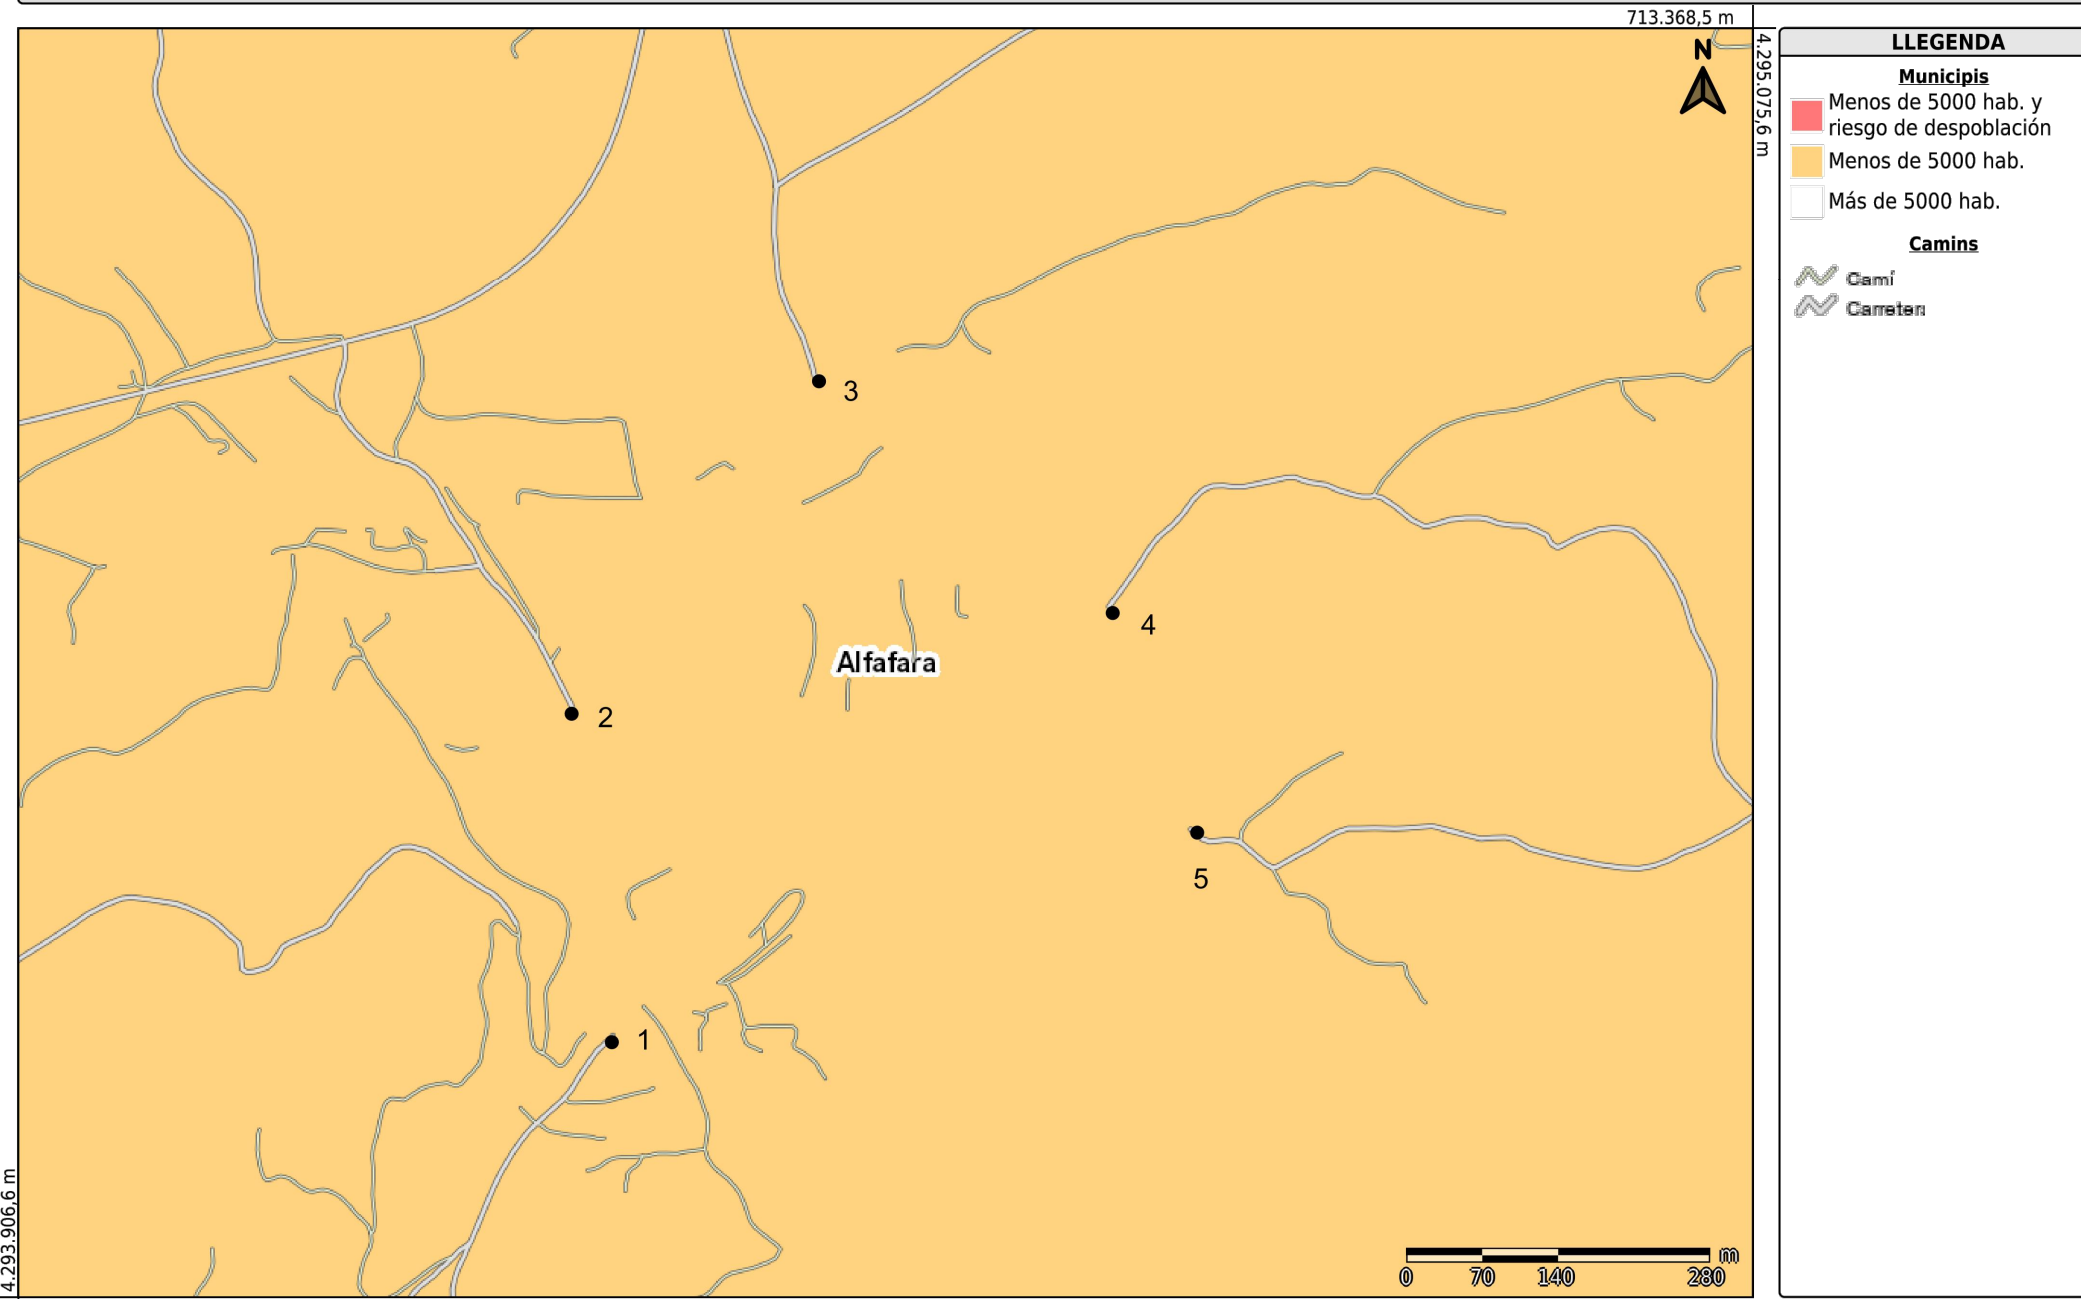 713.368,5 m
4.295.075,6 m
N
LLEGENDA
Municipis
Menos de 5000 hab. y
riesgo de despoblación
Menos de 5000 hab.
Más de 5000 hab.
Camins
Camí
3
4
Alfafara
2
5
1
4.293.906,6 m
m
0 70 140 280